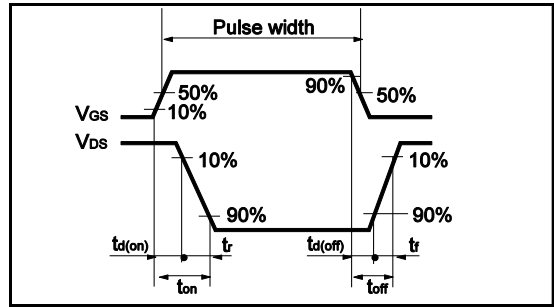 Pulse width
90%
50%
50%
10%
VGS
VDS
10%
10%
90%
90%
td(on)
tr
td(off)
tf
ton
toff